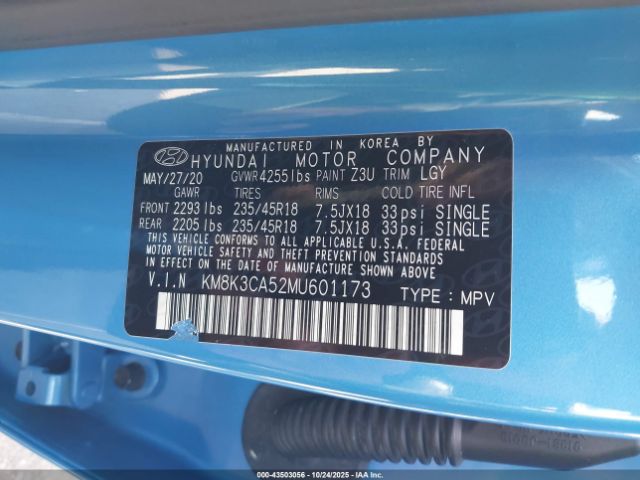 MANUFACTURED IN KOREA BY
HYUNDAI MOTOR COMPANY
MAY/27/20 GVWR 4255lbs PAINT Z3U TRIM LGY
GAWR TIRES RIMS COLD TIRE INFL
FRONT 2293 lbs 235/45R18 7.5JX18 33psi SINGLE
REAR 2205 lbs 235/45R18 7.5JX18 33psi SINGLE
THIS VEHICLE CONFORMS TO ALL APPLICABLE U.S.A. FEDERAL
MOTOR VEHICLE SAFETY AND THEFT PREVENTION STANDARDS
IN EFFECT ON THE DATE OF MANUFACTURE SHOWN ABOVE.
V.I.N KM8K3CA52MU601173 TYPE : MPV
00-43503056 · 10/24/2025 · IAA Inc.